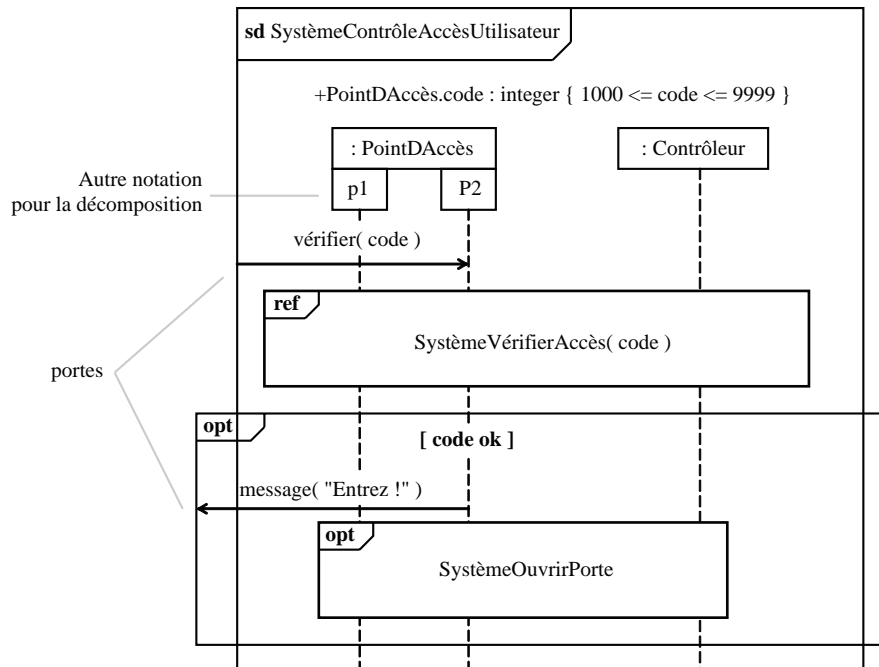 sd SystèmeContrôleAccèsUtilisateur
+PointDAccès.code : integer { 1000 <= code <= 9999 }
: PointDAccès
: Contrôleur
p1
P2
Autre notation
pour la décomposition
vérifier( code )
ref
SystèmeVérifierAccès( code )
portes
opt
[ code ok ]
message( "Entrez !" )
opt
SystèmeOuvrirPorte